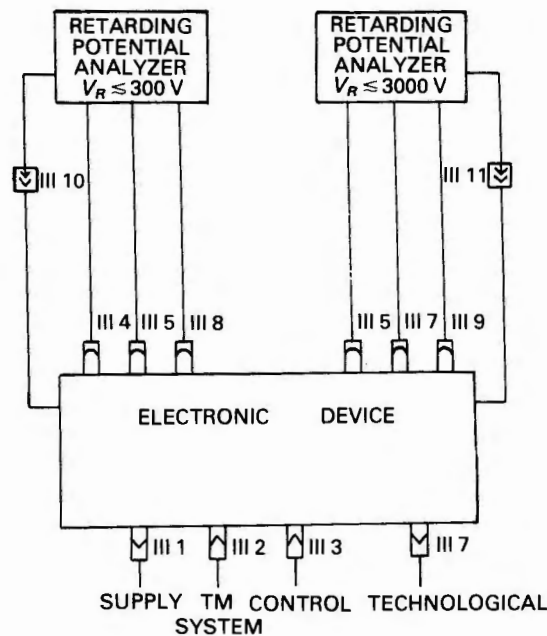 RETARDING
POTENTIAL
ANALYZER
V_R ≲ 300 V
RETARDING
POTENTIAL
ANALYZER
V_R ≲ 3000 V
III 10
III 11
III 4
III 5
III 8
III 5
III 7
III 9
ELECTRONIC DEVICE
III 1
III 2
III 3
III 7
SUPPLY TM CONTROL TECHNOLOGICAL
SYSTEM